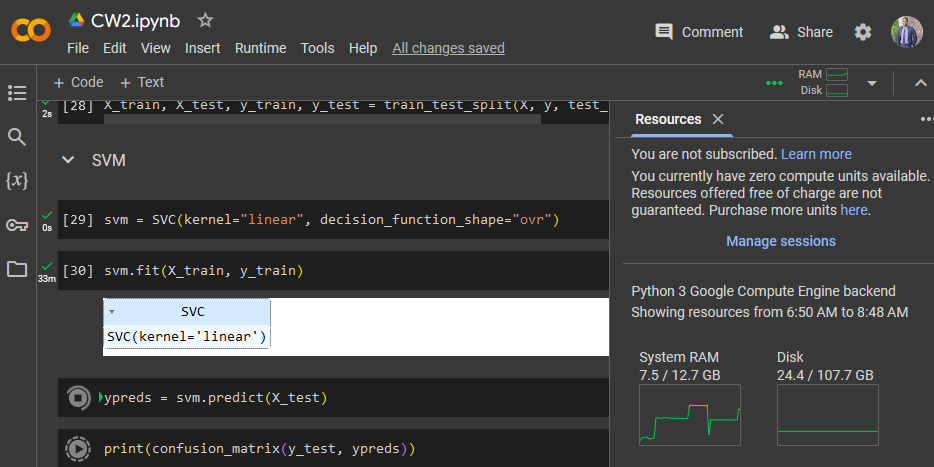 CW2.ipynb
File Edit View Insert Runtime Tools Help All changes saved
Comment Share
+ Code + Text
RAM
Disk
[28] X_train, X_test, y_train, y_test = train_test_split(X, y, test_
2s
SVM
[29] svm = SVC(kernel="linear", decision_function_shape="ovr")
0s
[30] svm.fit(X_train, y_train)
33m
SVC
SVC(kernel='linear')
ypreds = svm.predict(X_test)
print(confusion_matrix(y_test, ypreds))
{x}
Resources
You are not subscribed. Learn more
You currently have zero compute units available.
Resources offered free of charge are not
guaranteed. Purchase more units here.
Manage sessions
Python 3 Google Compute Engine backend
Showing resources from 6:50 AM to 8:48 AM
System RAM
7.5 / 12.7 GB
Disk
24.4 / 107.7 GB